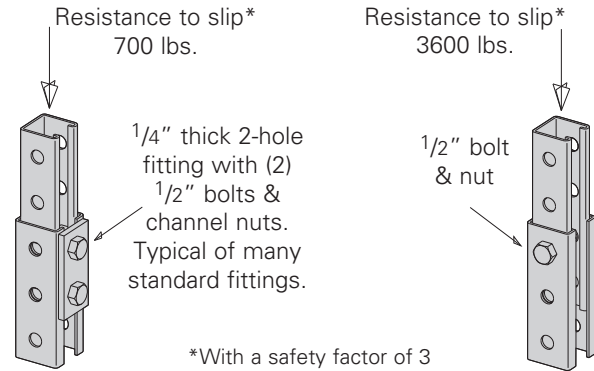 Resistance to slip*
700 lbs.
Resistance to slip*
3600 lbs.
1/4” thick 2-hole
fitting with (2)
1/2” bolts &
channel nuts.
Typical of many
standard fittings.
1/2” bolt
& nut
*With a safety factor of 3